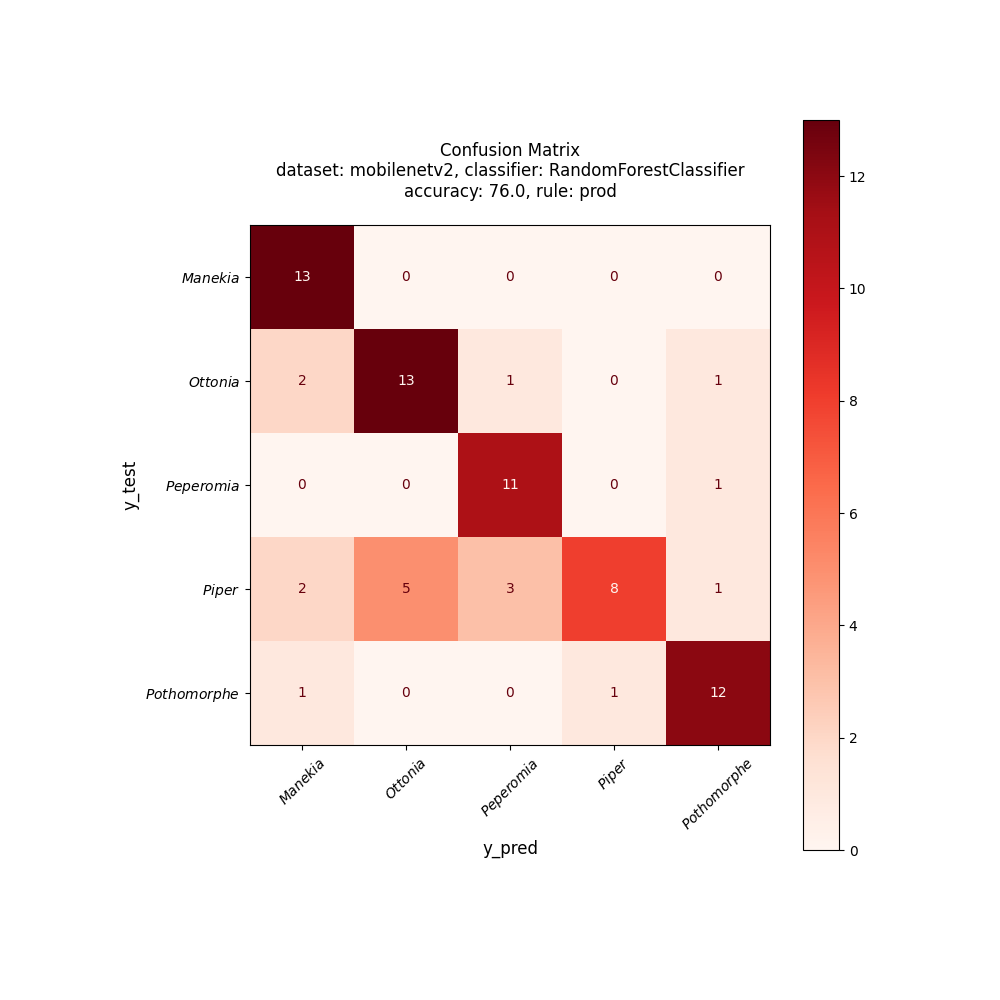 Confusion Matrix
dataset: mobilenetv2, classifier: RandomForestClassifier
accuracy: 76.0, rule: prod
y_test
Manekia 13 0 0 0 0
Ottonia 2 13 1 0 1
Peperomia 0 0 11 0 1
Piper 2 5 3 8 1
Pothomorphe 1 0 0 1 12
Manekia Ottonia Peperomia Piper Pothomorphe
y_pred
12
10
8
6
4
2
0